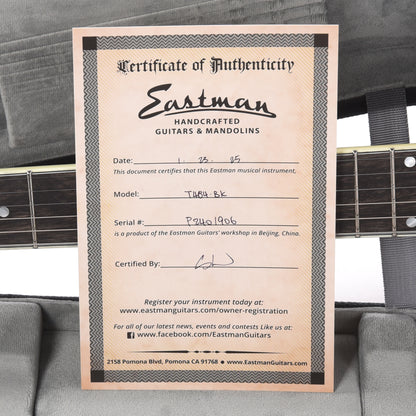 Certificate of Authenticity
Eastman
HANDCRAFTED
GUITARS & MANDOLINS
Date: 1. 23. 25
This document certifies that this Eastman musical instrument,
Model: T484-BK
Serial #: P2401906
is a product of the Eastman Guitars' workshop in Beijing, China.
Certified By:
Register your instrument today at:
www.eastmanguitars.com/owner-registration
For all of our latest news, events and contests Like us at:
www.facebook.com/EastmanGuitars
2158 Pomona Blvd, Pomona CA 91768 ● www.EastmanGuitars.com